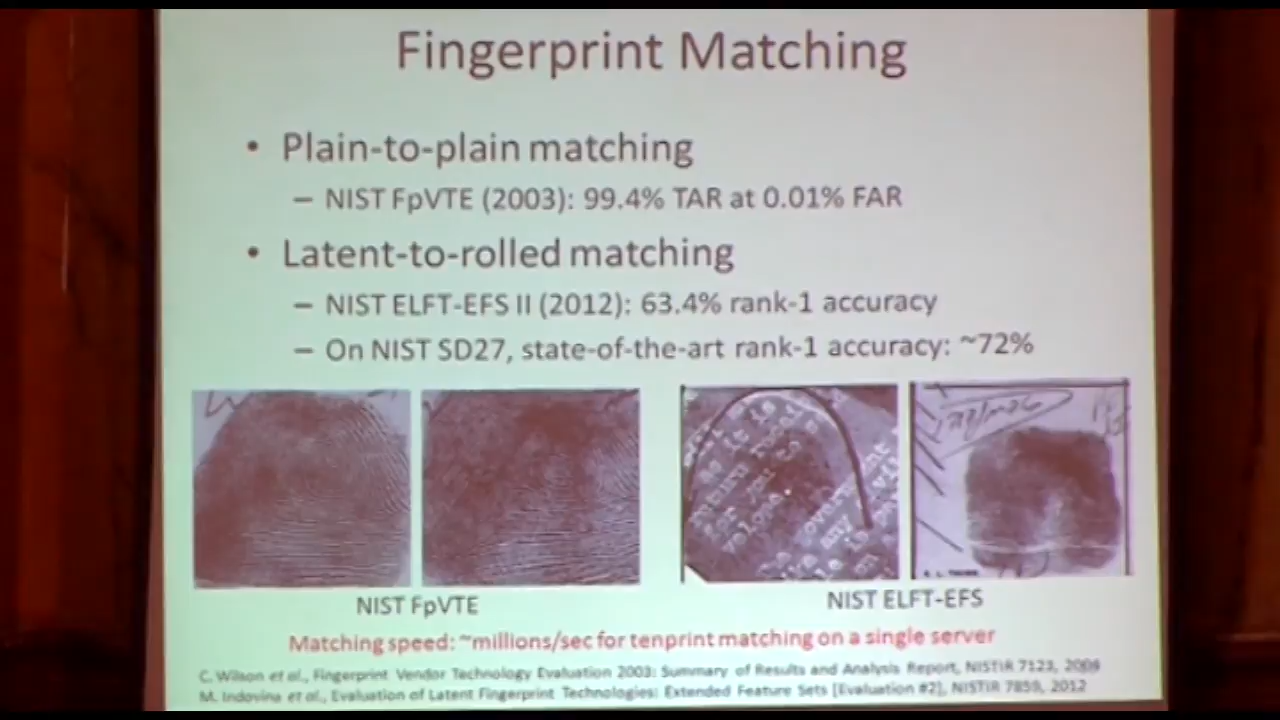 Fingerprint Matching
• Plain-to-plain matching
– NIST FpVTE (2003): 99.4% TAR at 0.01% FAR
• Latent-to-rolled matching
– NIST ELFT-EFS II (2012): 63.4% rank-1 accuracy
– On NIST SD27, state-of-the-art rank-1 accuracy: ~72%
NIST FpVTE
NIST ELFT-EFS
Matching speed: ~millions/sec for tenprint matching on a single server
C. Wilson et al., Fingerprint Vendor Technology Evaluation 2003: Summary of Results and Analysis Report, NISTIR 7123, 2004
M. Indovina et al., Evaluation of Latent Fingerprint Technologies: Extended Feature Sets [Evaluation #2], NISTIR 7859, 2012